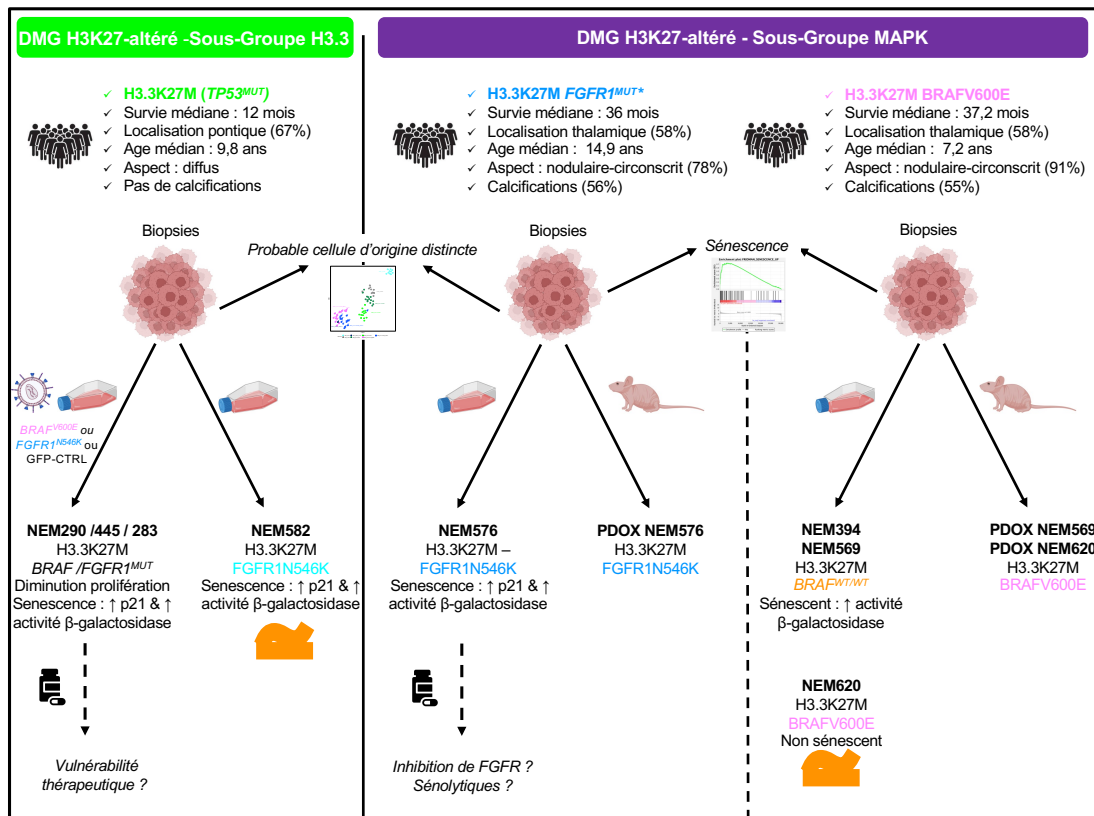 DMG H3K27-altéré -Sous-Groupe H3.3
DMG H3K27-altéré - Sous-Groupe MAPK
✓ H3.3K27M (TP53MUT)
✓ Survie médiane : 12 mois
✓ Localisation pontique (67%)
✓ Age médian : 9,8 ans
✓ Aspect : diffus
✓ Pas de calcifications
✓ H3.3K27M FGFR1MUT*
✓ Survie médiane : 36 mois
✓ Localisation thalamique (58%)
✓ Age médian : 14,9 ans
✓ Aspect : nodulaire-circonscrit (78%)
✓ Calcifications (56%)
✓ H3.3K27M BRAFV600E
✓ Survie médiane : 37,2 mois
✓ Localisation thalamique (58%)
✓ Age médian : 7,2 ans
✓ Aspect : nodulaire-circonscrit (91%)
✓ Calcifications (55%)
Biopsies
Probable cellule d'origine distincte
Biopsies
Sénescence
Biopsies
BRAFV600E ou
FGFR1N546K ou
GFP-CTRL
NEM290 /445 / 283
H3.3K27M
BRAF /FGFR1MUT
Diminution prolifération
Senescence : ↑ p21 & ↑
activité β-galactosidase
NEM582
H3.3K27M
FGFR1N546K
Senescence : ↑ p21 & ↑
activité β-galactosidase
NEM576
H3.3K27M –
FGFR1N546K
Senescence : ↑ p21 & ↑
activité β-galactosidase
PDOX NEM576
H3.3K27M
FGFR1N546K
NEM394
NEM569
H3.3K27M
BRAFWT/WT
Sénescent : ↑ activité
β-galactosidase
PDOX NEM569
PDOX NEM620
H3.3K27M
BRAFV600E
NEM620
H3.3K27M
BRAFV600E
Non sénescent
Vulnérabilité
thérapeutique ?
Inhibition de FGFR ?
Sénolytiques ?